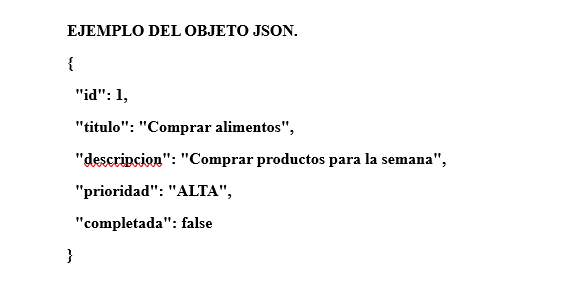 EJEMPLO DEL OBJETO JSON.
{
"id": 1,
"titulo": "Comprar alimentos",
"descripcion": "Comprar productos para la semana",
"prioridad": "ALTA",
"completada": false
}